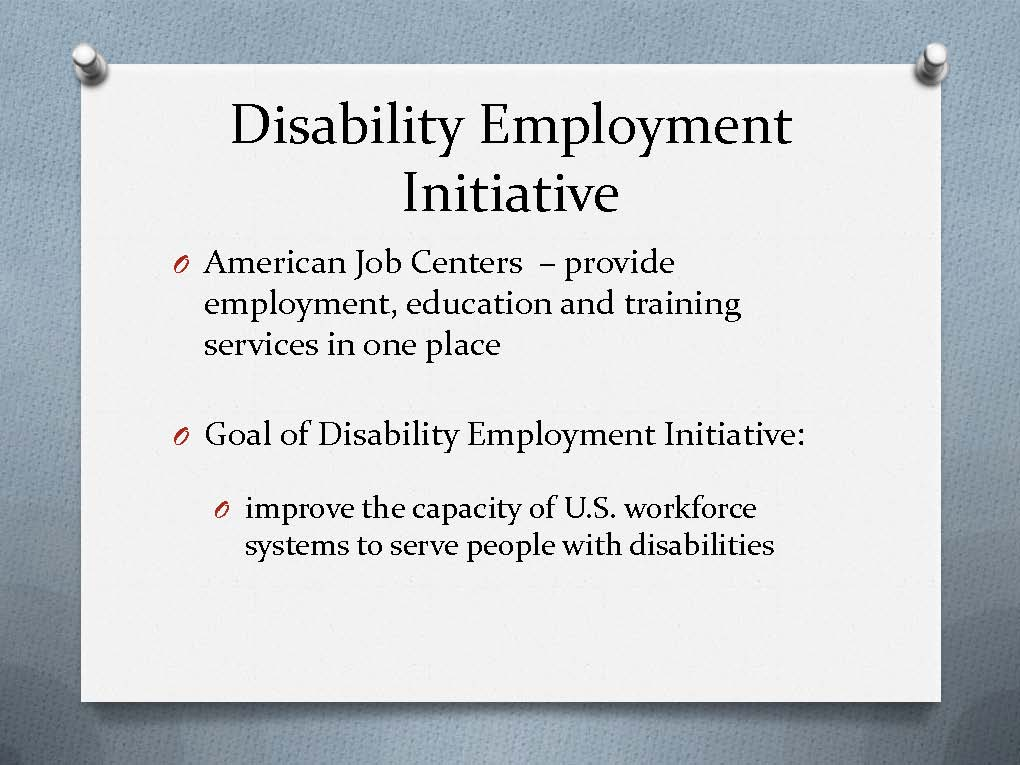 Disability Employment
Initiative
American Job Centers – provide
employment, education and training
services in one place
Goal of Disability Employment Initiative:
improve the capacity of U.S. workforce
systems to serve people with disabilities